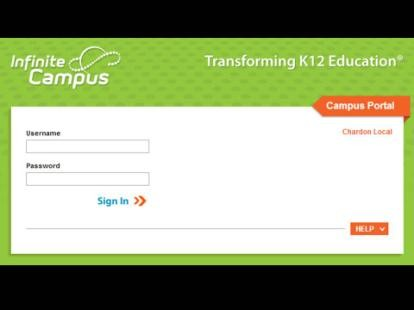 Infinite
Campus
Transforming K12 Education®
Campus Portal
Chardon Local
Username
Password
Sign In
HELP